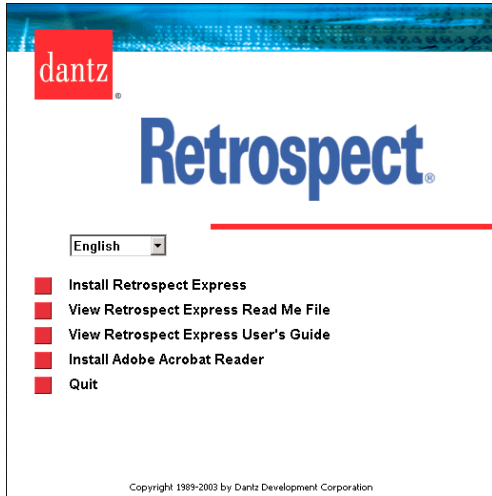 dantz
®
Retrospect®
English
Install Retrospect Express
View Retrospect Express Read Me File
View Retrospect Express User's Guide
Install Adobe Acrobat Reader
Quit
Copyright 1989-2003 by Dantz Development Corporation